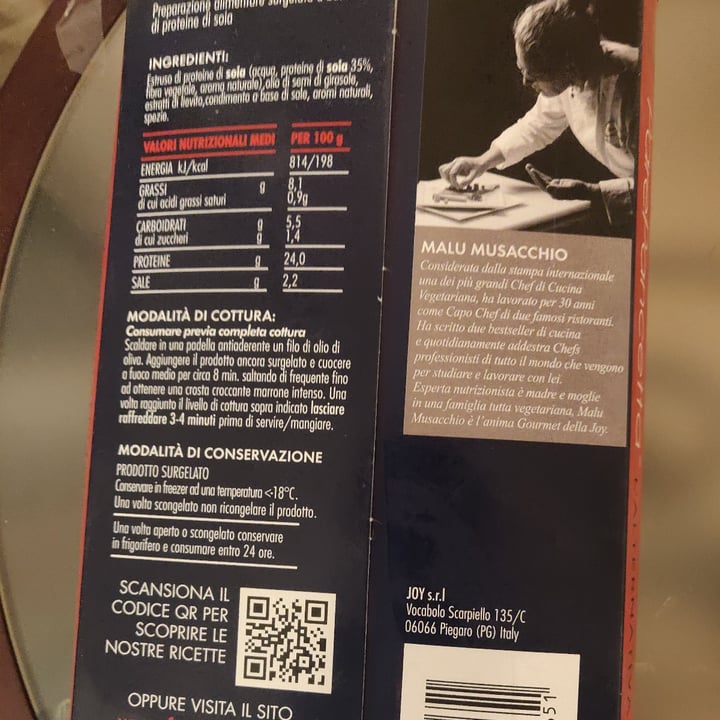 Preparazione alimentare surgelata a
di proteine di soia
INGREDIENTI:
Estruso di proteine di soia (acqua, proteine di soia 35%,
fibra vegetale, aroma naturale), olio di semi di girasole,
estratti di lievito, condimento a base di sale, aromi naturali,
spezie.
VALORI NUTRIZIONALI MEDI PER 100 g
ENERGIA kJ/kcal 814/198
GRASSI g 8,1
di cui acidi grassi saturi 0,9g
CARBOIDRATI g 5,5
di cui zuccheri g 1,4
PROTEINE g 24,0
SALE g 2,2
MODALITÀ DI COTTURA:
Consumare previa completa cottura
Scaldare in una padella antiaderente un filo di olio di
oliva. Aggiungere il prodotto ancora surgelato e cuocere
a fuoco medio per circa 8 min. saltando di frequente fino
ad ottenere una crosta croccante marrone intenso. Una
volta raggiunto il livello di cottura sopra indicato lasciare
raffreddare 3-4 minuti prima di servire/mangiare.
MODALITÀ DI CONSERVAZIONE
PRODOTTO SURGELATO
Conservare in freezer ad una temperatura <-18°C.
Una volta scongelato non ricongelare il prodotto.
Una volta aperto o scongelato conservare
in frigorifero e consumare entro 24 ore.
SCANSIONA IL
CODICE QR PER
SCOPRIRE LE
NOSTRE RICETTE
OPPURE VISITA IL SITO
MALU MUSACCHIO
Considerata dalla stampa internazionale
una dei più grandi Chef di Cucina
Vegetariana, ha lavorato per 30 anni
come Capo Chef di due famosi ristoranti.
Ha scritto due bestseller di cucina
e quotidianamente addestra Chefs
professionisti di tutto il mondo che vengono
per studiare e lavorare con lei.
Esperta nutrizionista è madre e moglie
in una famiglia tutta vegetariana, Malu
Musacchio è l'anima Gourmet della Joy.
JOY s.r.l
Vocabolo Scarpiello 135/C
06066 Piegaro (PG) Italy
551